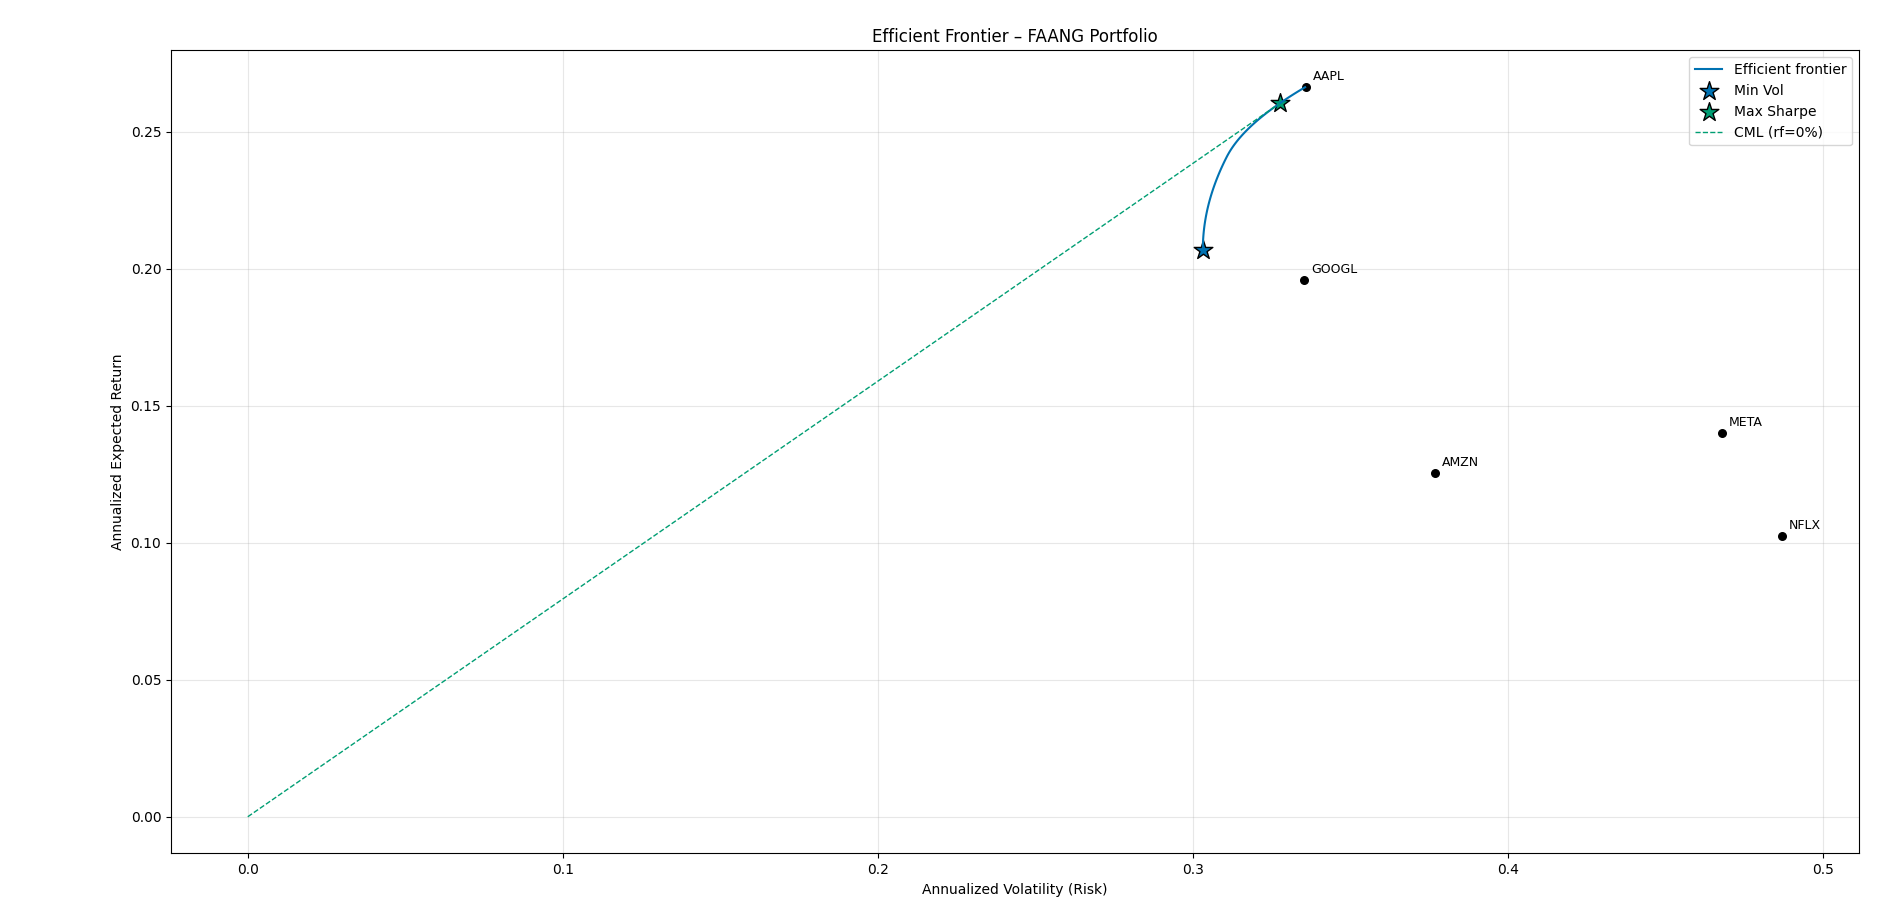 Efficient Frontier – FAANG Portfolio
Efficient frontier
Min Vol
Max Sharpe
CML (rf=0%)
AAPL
GOOGL
META
AMZN
NFLX
Annualized Expected Return
0.25
0.20
0.15
0.10
0.05
0.00
0.0
0.1
0.2
0.3
0.4
0.5
Annualized Volatility (Risk)